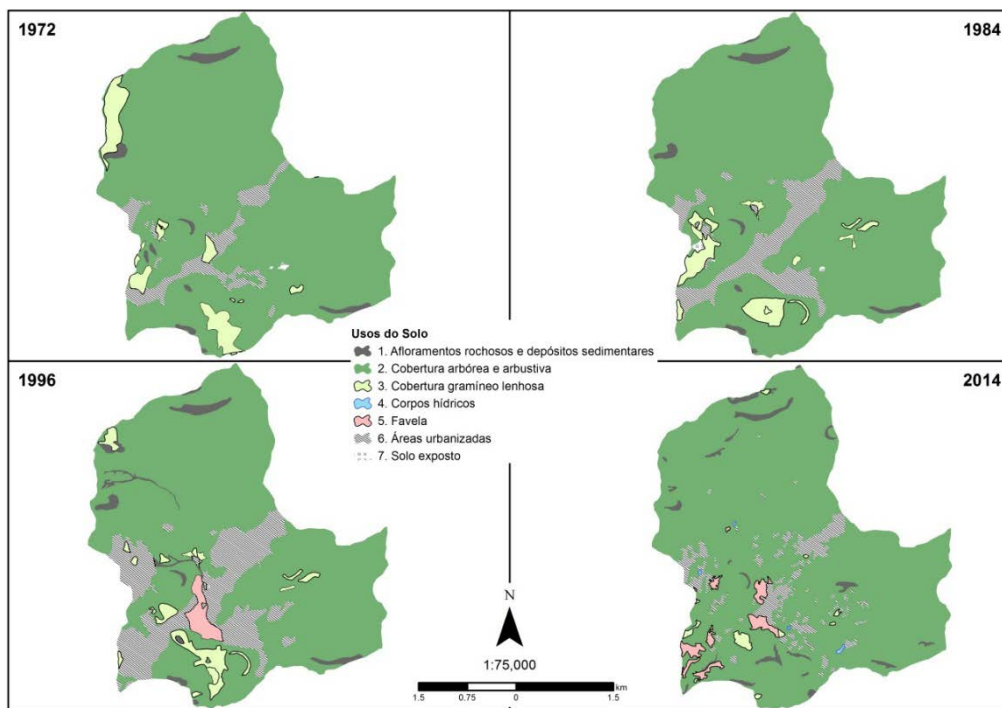 1972
1984
Usos do Solo
1. Afloramentos rochosos e depósitos sedimentares
2. Cobertura arbórea e arbustiva
3. Cobertura gramíneo lenhosa
4. Corpos hídricos
5. Favela
6. Áreas urbanizadas
7. Solo exposto
1996
2014
N
1:75,000
1.5 0.75 0 1.5 km